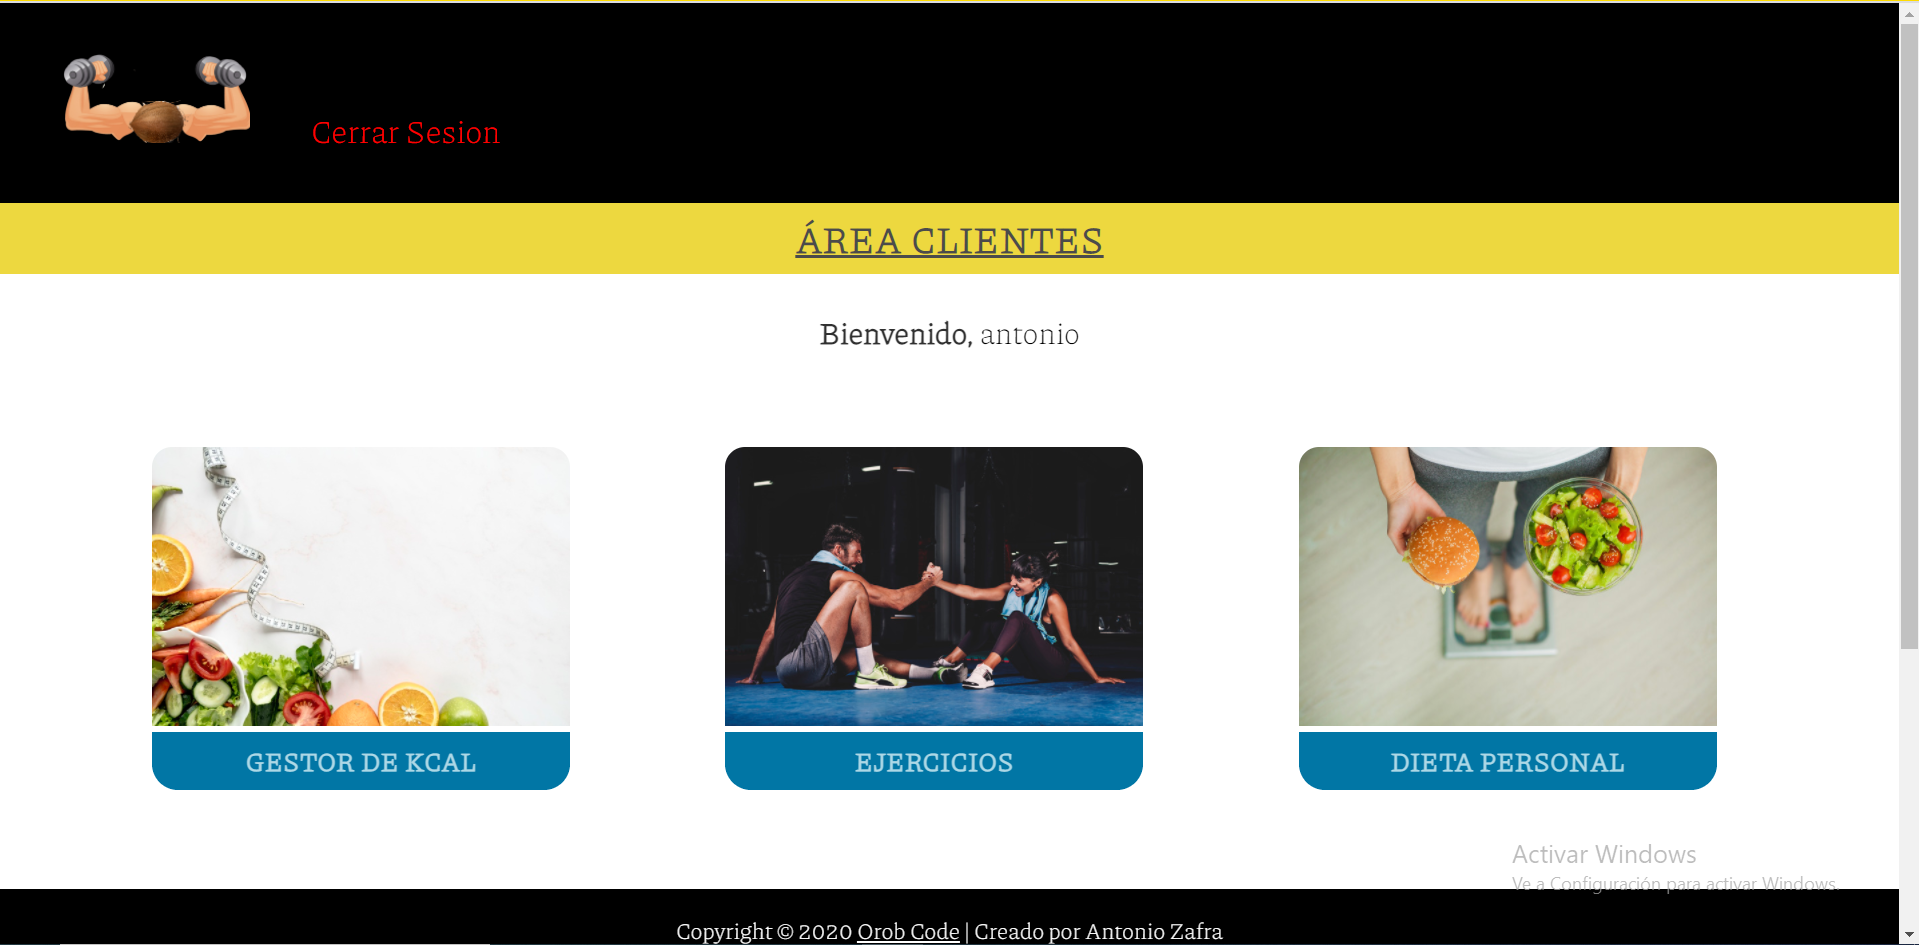 Cerrar Sesion
ÁREA CLIENTES
Bienvenido, antonio
GESTOR DE KCAL
EJERCICIOS
DIETA PERSONAL
Activar Windows
Ve a Configuración para activar Windows.
Copyright © 2020 Orob Code | Creado por Antonio Zafra